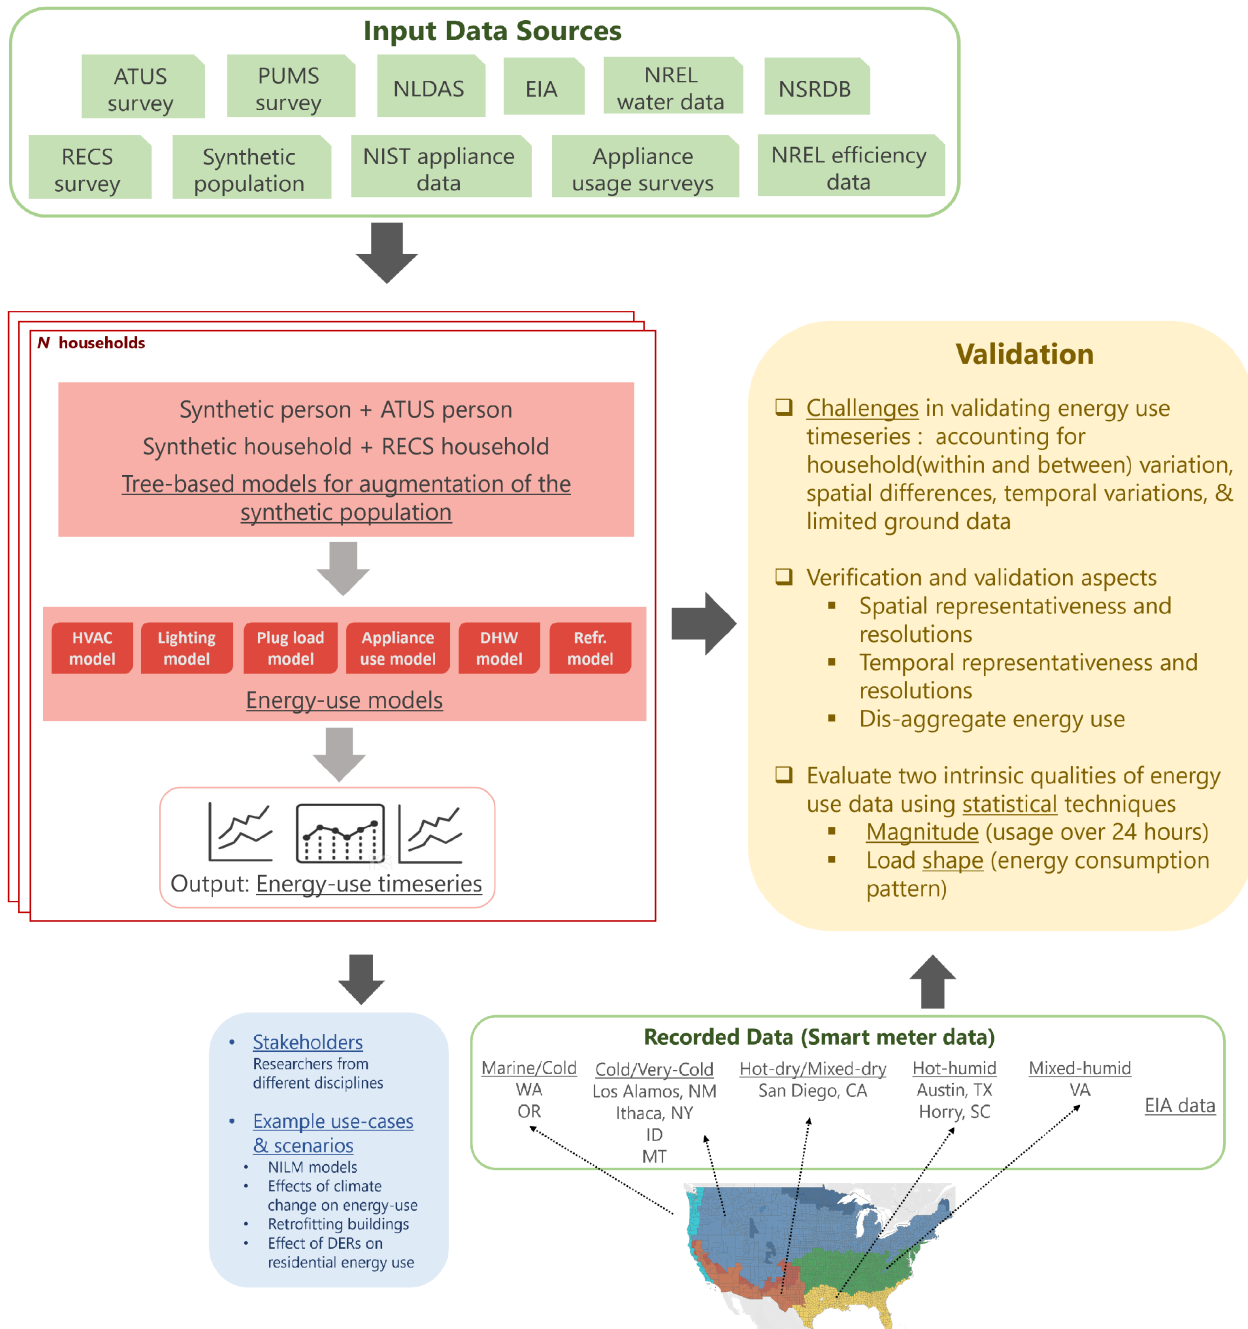 Input Data Sources
ATUS survey
PUMS survey
NLDAS
EIA
NREL water data
NSRDB
RECS survey
Synthetic population
NIST appliance data
Appliance usage surveys
NREL efficiency data
N households
Synthetic person + ATUS person
Synthetic household + RECS household
Tree-based models for augmentation of the
synthetic population
HVAC model
Lighting model
Plug load model
Appliance use model
DHW model
Refr. model
Energy-use models
Output: Energy-use timeseries
Validation
❑ Challenges in validating energy use
timeseries : accounting for
household(within and between) variation,
spatial differences, temporal variations, &
limited ground data
❑ Verification and validation aspects
▪ Spatial representativeness and
resolutions
▪ Temporal representativeness and
resolutions
▪ Dis-aggregate energy use
❑ Evaluate two intrinsic qualities of energy
use data using statistical techniques
▪ Magnitude (usage over 24 hours)
▪ Load shape (energy consumption
pattern)
• Stakeholders
Researchers from
different disciplines
• Example use-cases
& scenarios
• NILM models
• Effects of climate
change on energy-use
• Retrofitting buildings
• Effect of DERs on
residential energy use
Recorded Data (Smart meter data)
Marine/Cold
WA
OR
Cold/Very-Cold
Los Alamos, NM
Ithaca, NY
ID
MT
Hot-dry/Mixed-dry
San Diego, CA
Hot-humid
Austin, TX
Horry, SC
Mixed-humid
VA
EIA data